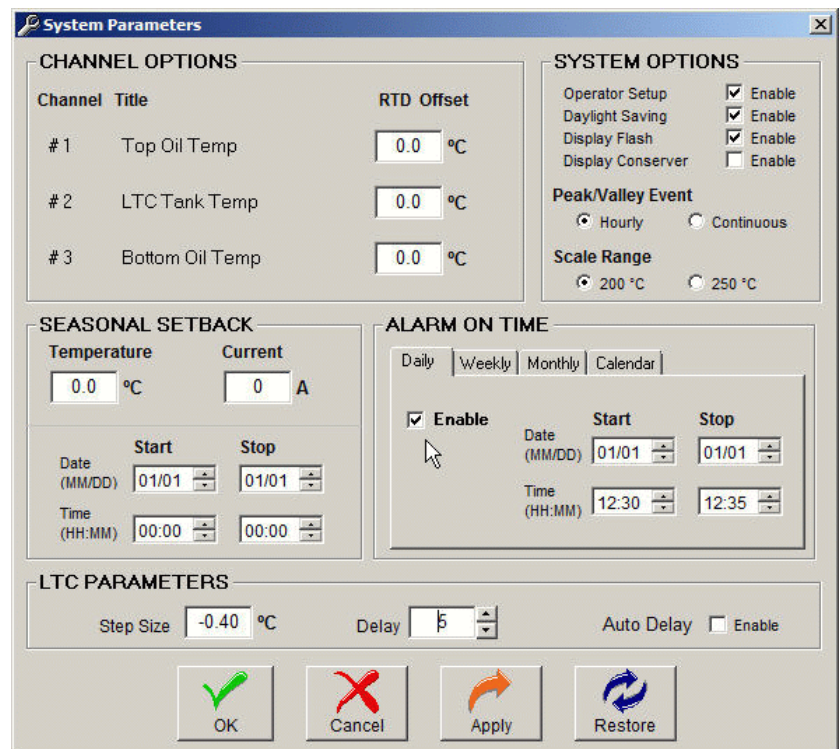 System Parameters
CHANNEL OPTIONS
Channel Title RTD Offset
#1 Top Oil Temp 0.0 ºC
#2 LTC Tank Temp 0.0 ºC
#3 Bottom Oil Temp 0.0 ºC
SYSTEM OPTIONS
Operator Setup Enable
Daylight Saving Enable
Display Flash Enable
Display Conserver Enable
Peak/Valley Event
Hourly Continuous
Scale Range
200 °C 250 °C
SEASONAL SETBACK
Temperature Current
0.0 ºC 0 A
Start Stop
Date
(MM/DD) 01/01 01/01
Time
(HH:MM) 00:00 00:00
ALARM ON TIME
Daily Weekly Monthly Calendar
Enable Start Stop
Date
(MM/DD) 01/01 01/01
Time
(HH:MM) 12:30 12:35
LTC PARAMETERS
Step Size -0.40 ºC Delay 5 Auto Delay Enable
OK Cancel Apply Restore